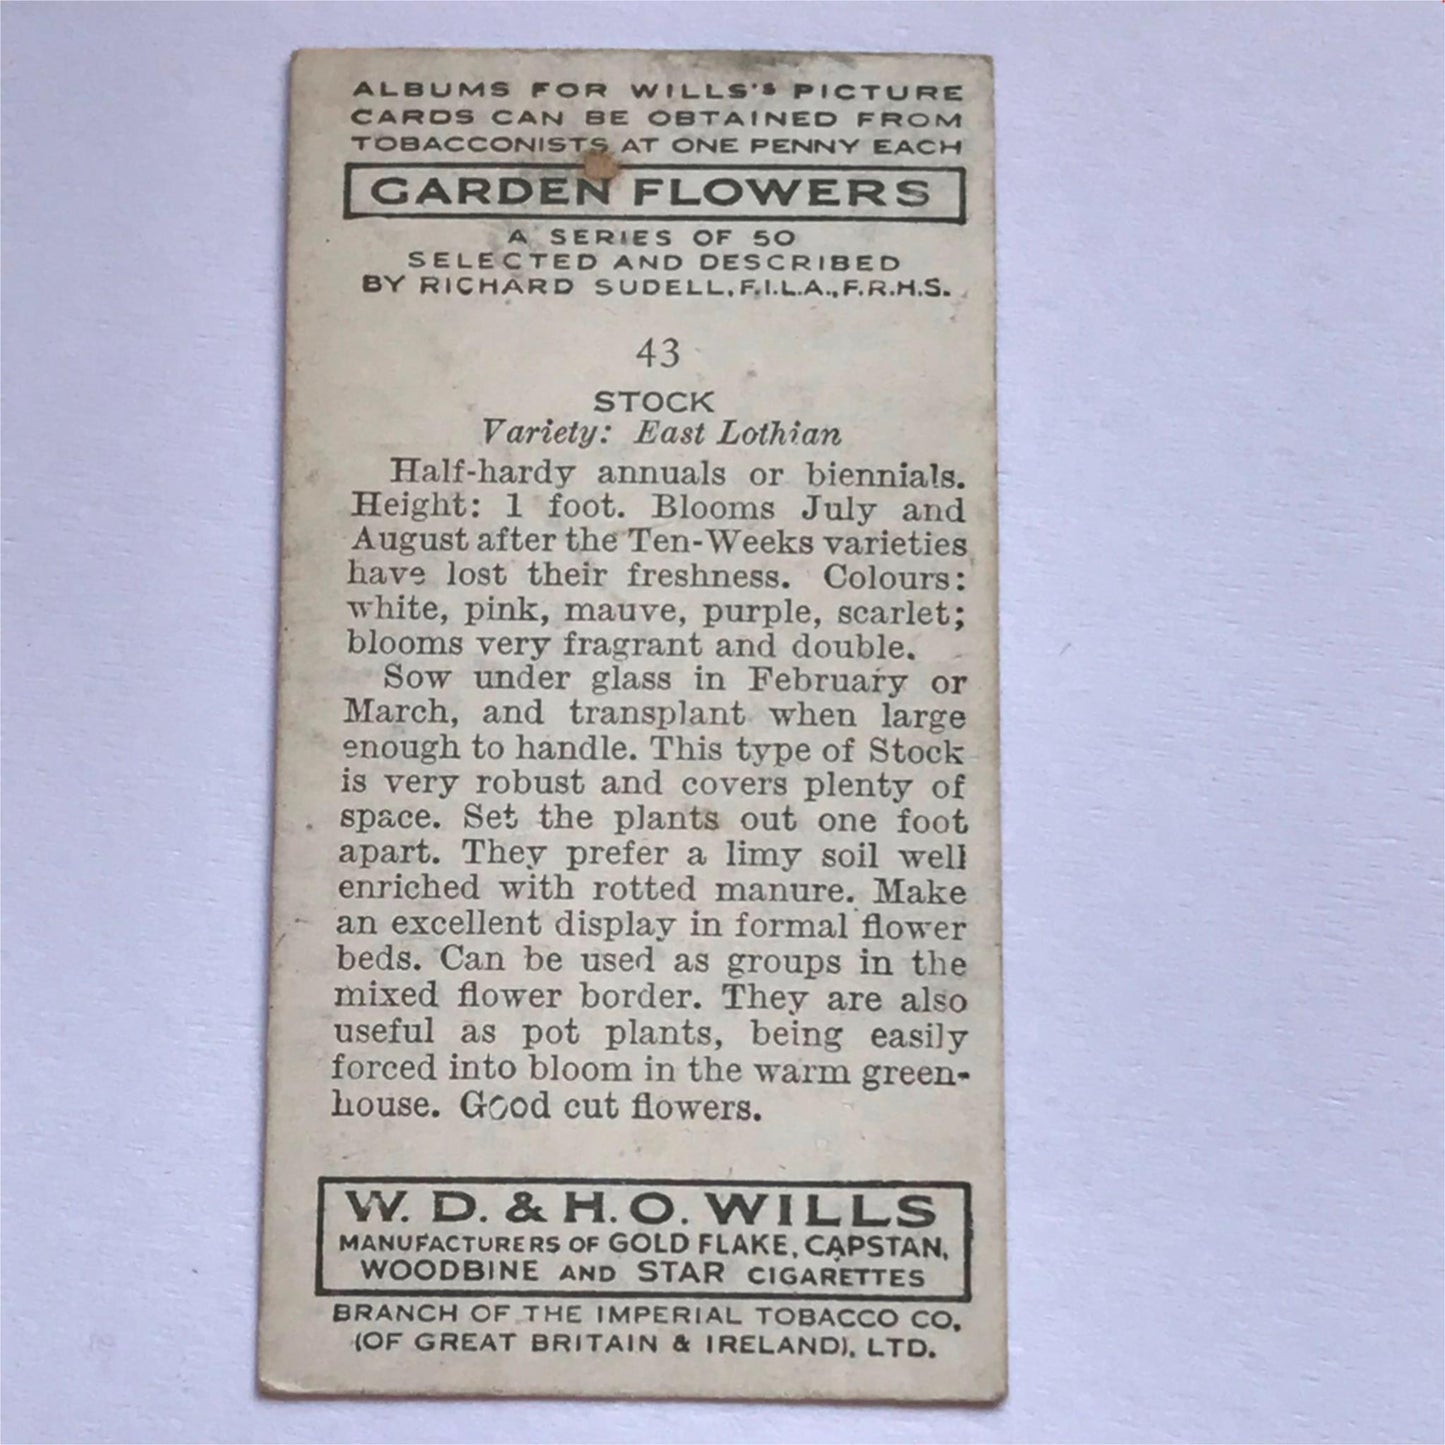 ALBUMS FOR WILLS'S PICTURE
CARDS CAN BE OBTAINED FROM
TOBACCONISTS AT ONE PENNY EACH
GARDEN FLOWERS
A SERIES OF 50
SELECTED AND DESCRIBED
BY RICHARD SUDELL, F.I.L.A., F.R.H.S.
43
STOCK
Variety: East Lothian
Half-hardy annuals or biennials.
Height: 1 foot. Blooms July and
August after the Ten-Weeks varieties
have lost their freshness. Colours:
white, pink, mauve, purple, scarlet;
blooms very fragrant and double.
Sow under glass in February or
March, and transplant when large
enough to handle. This type of Stock
is very robust and covers plenty of
space. Set the plants out one foot
apart. They prefer a limy soil well
enriched with rotted manure. Make
an excellent display in formal flower
beds. Can be used as groups in the
mixed flower border. They are also
useful as pot plants, being easily
forced into bloom in the warm green-
house. Good cut flowers.
W. D. & H. O. WILLS
MANUFACTURERS OF GOLD FLAKE, CAPSTAN,
WOODBINE AND STAR CIGARETTES
BRANCH OF THE IMPERIAL TOBACCO CO.
(OF GREAT BRITAIN & IRELAND), LTD.